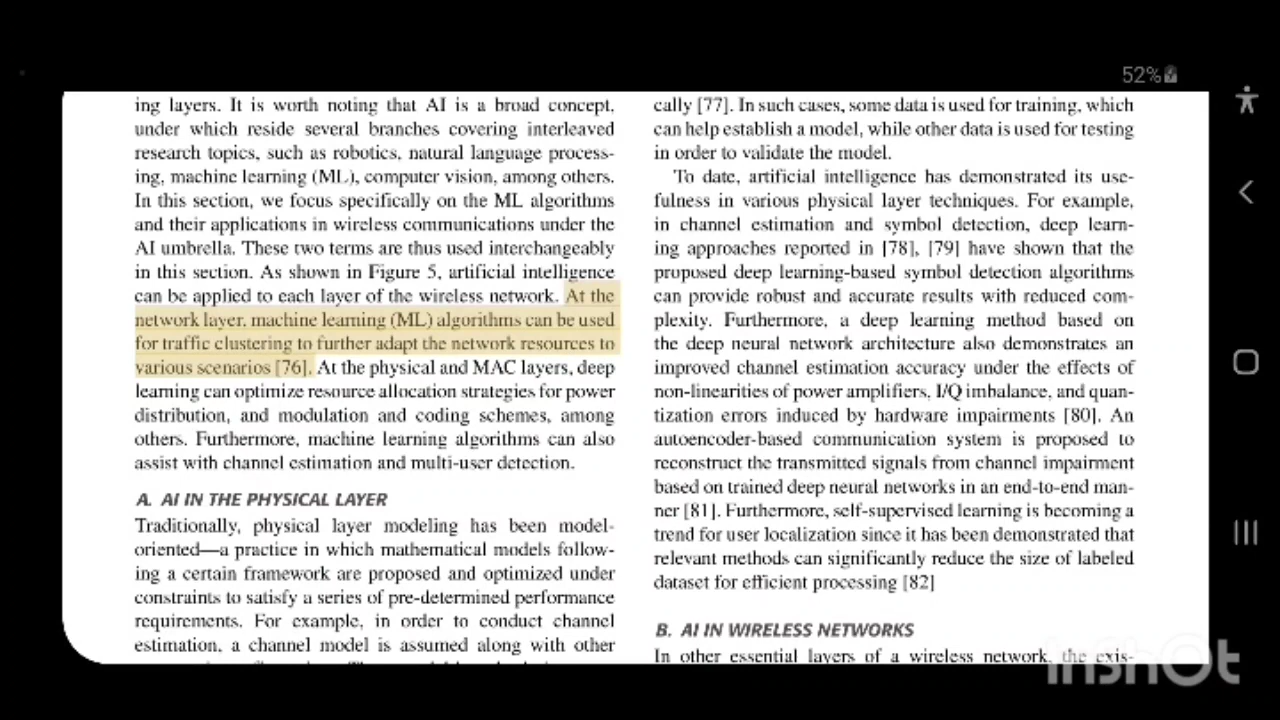 52%
ing layers. It is worth noting that AI is a broad concept,
under which reside several branches covering interleaved
research topics, such as robotics, natural language process-
ing, machine learning (ML), computer vision, among others.
In this section, we focus specifically on the ML algorithms
and their applications in wireless communications under the
AI umbrella. These two terms are thus used interchangeably
in this section. As shown in Figure 5, artificial intelligence
can be applied to each layer of the wireless network. At the
network layer, machine learning (ML) algorithms can be used
for traffic clustering to further adapt the network resources to
various scenarios [76]. At the physical and MAC layers, deep
learning can optimize resource allocation strategies for power
distribution, and modulation and coding schemes, among
others. Furthermore, machine learning algorithms can also
assist with channel estimation and multi-user detection.
A. AI IN THE PHYSICAL LAYER
Traditionally, physical layer modeling has been model-
oriented—a practice in which mathematical models follow-
ing a certain framework are proposed and optimized under
constraints to satisfy a series of pre-determined performance
requirements. For example, in order to conduct channel
estimation, a channel model is assumed along with other
cally [77]. In such cases, some data is used for training, which
can help establish a model, while other data is used for testing
in order to validate the model.
To date, artificial intelligence has demonstrated its use-
fulness in various physical layer techniques. For example,
in channel estimation and symbol detection, deep learn-
ing approaches reported in [78], [79] have shown that the
proposed deep learning-based symbol detection algorithms
can provide robust and accurate results with reduced com-
plexity. Furthermore, a deep learning method based on
the deep neural network architecture also demonstrates an
improved channel estimation accuracy under the effects of
non-linearities of power amplifiers, I/Q imbalance, and quan-
tization errors induced by hardware impairments [80]. An
autoencoder-based communication system is proposed to
reconstruct the transmitted signals from channel impairment
based on trained deep neural networks in an end-to-end man-
ner [81]. Furthermore, self-supervised learning is becoming a
trend for user localization since it has been demonstrated that
relevant methods can significantly reduce the size of labeled
dataset for efficient processing [82]
B. AI IN WIRELESS NETWORKS
In other essential layers of a wireless network, the exis-
InShOt